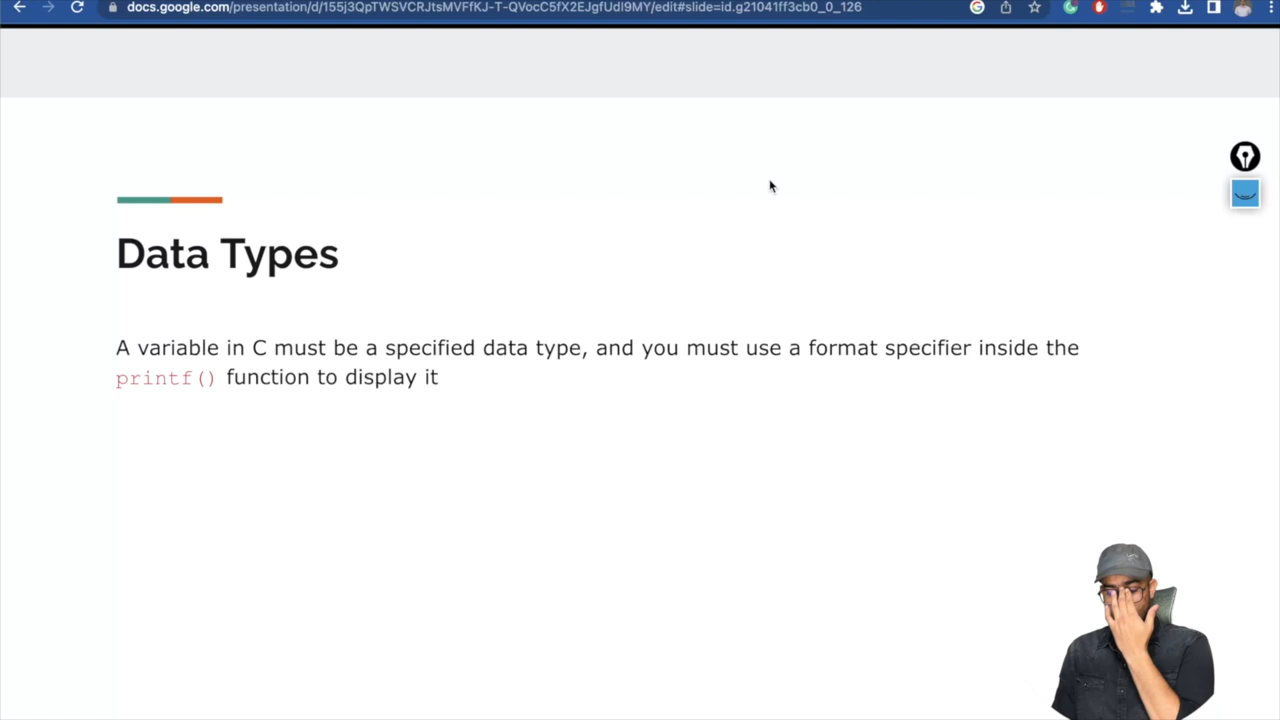 docs.google.com/presentation/d/155j3QpTWSVCRJtsMVFfKJ-T-QVocC5fX2EJgfUdI9MY/edit#slide=id.g21041ff3cb0_0_126
Data Types
A variable in C must be a specified data type, and you must use a format specifier inside the
printf() function to display it